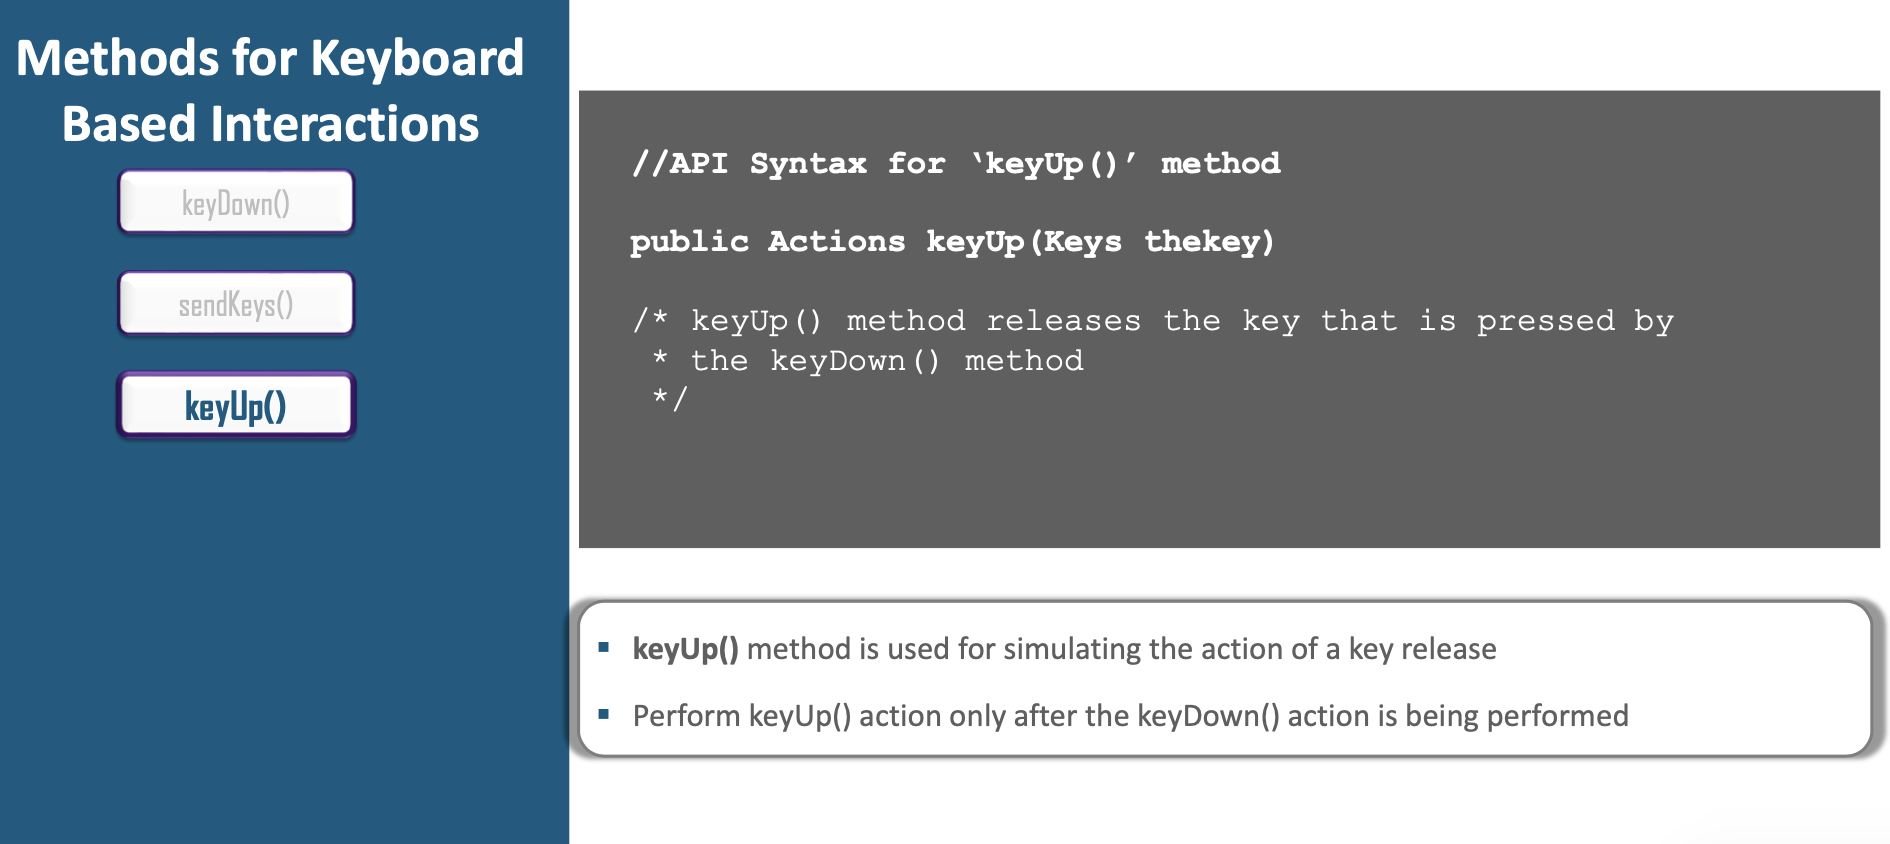 Methods for Keyboard
Based Interactions
keyDown()
sendKeys()
keyUp()
//API Syntax for ‘keyUp()’ method
public Actions keyUp(Keys thekey)
/* keyUp() method releases the key that is pressed by
* the keyDown() method
*/
▪ keyUp() method is used for simulating the action of a key release
▪ Perform keyUp() action only after the keyDown() action is being performed